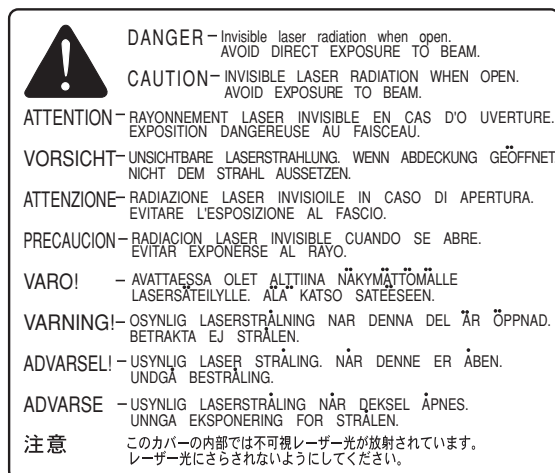 DANGER – Invisible laser radiation when open.
AVOID DIRECT EXPOSURE TO BEAM.
CAUTION – INVISIBLE LASER RADIATION WHEN OPEN.
AVOID EXPOSURE TO BEAM.
ATTENTION – RAYONNEMENT LASER INVISIBLE EN CAS D'O UVERTURE.
EXPOSITION DANGEREUSE AU FAISCEAU.
VORSICHT – UNSICHTBARE LASERSTRAHLUNG. WENN ABDECKUNG GEÖFFNET
NICHT DEM STRAHL AUSSETZEN.
ATTENZIONE – RADIAZIONE LASER INVISIOILE IN CASO DI APERTURA.
EVITARE L'ESPOSIZIONE AL FASCIO.
PRECAUCION – RADIACION LASER INVISIBLE CUANDO SE ABRE.
EVITAR EXPONERSE AL RAYO.
VARO! – AVATTAESSA OLET ALTTIINA NÄKYMÄTTÖMÄLLE
LASERSÄTEILYLLE. ÄLÄ KATSO SATEESEEN.
VARNING! – OSYNLIG LASERSTRÅLNING NAR DENNA DEL ÄR ÖPPNAD.
BETRAKTA EJ STRÅLEN.
ADVARSEL! – USYNLIG LASER STRÅLING. NÅR DENNE ER ÅBEN.
UNDGÅ BESTRÅLING.
ADVARSE – USYNLIG LASERSTRÅLING NÅR DEKSEL ÅPNES.
UNNGA EKSPONERING FOR STRÅLEN.
注意 このカバーの内部では不可視レーザー光が放射されています。
レーザー光にさらされないようにしてください。